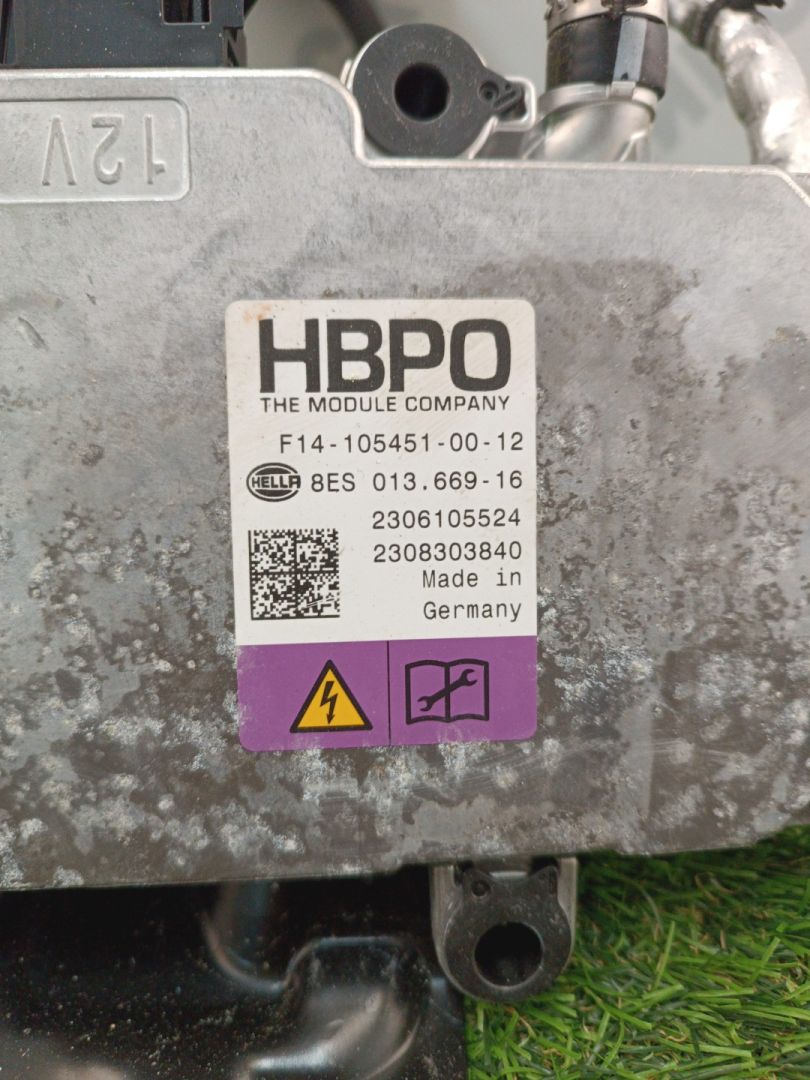 12V
HBPO
THE MODULE COMPANY
F14-105451-00-12
HELLA 8ES 013.669-16
2306105524
2308303840
Made in
Germany